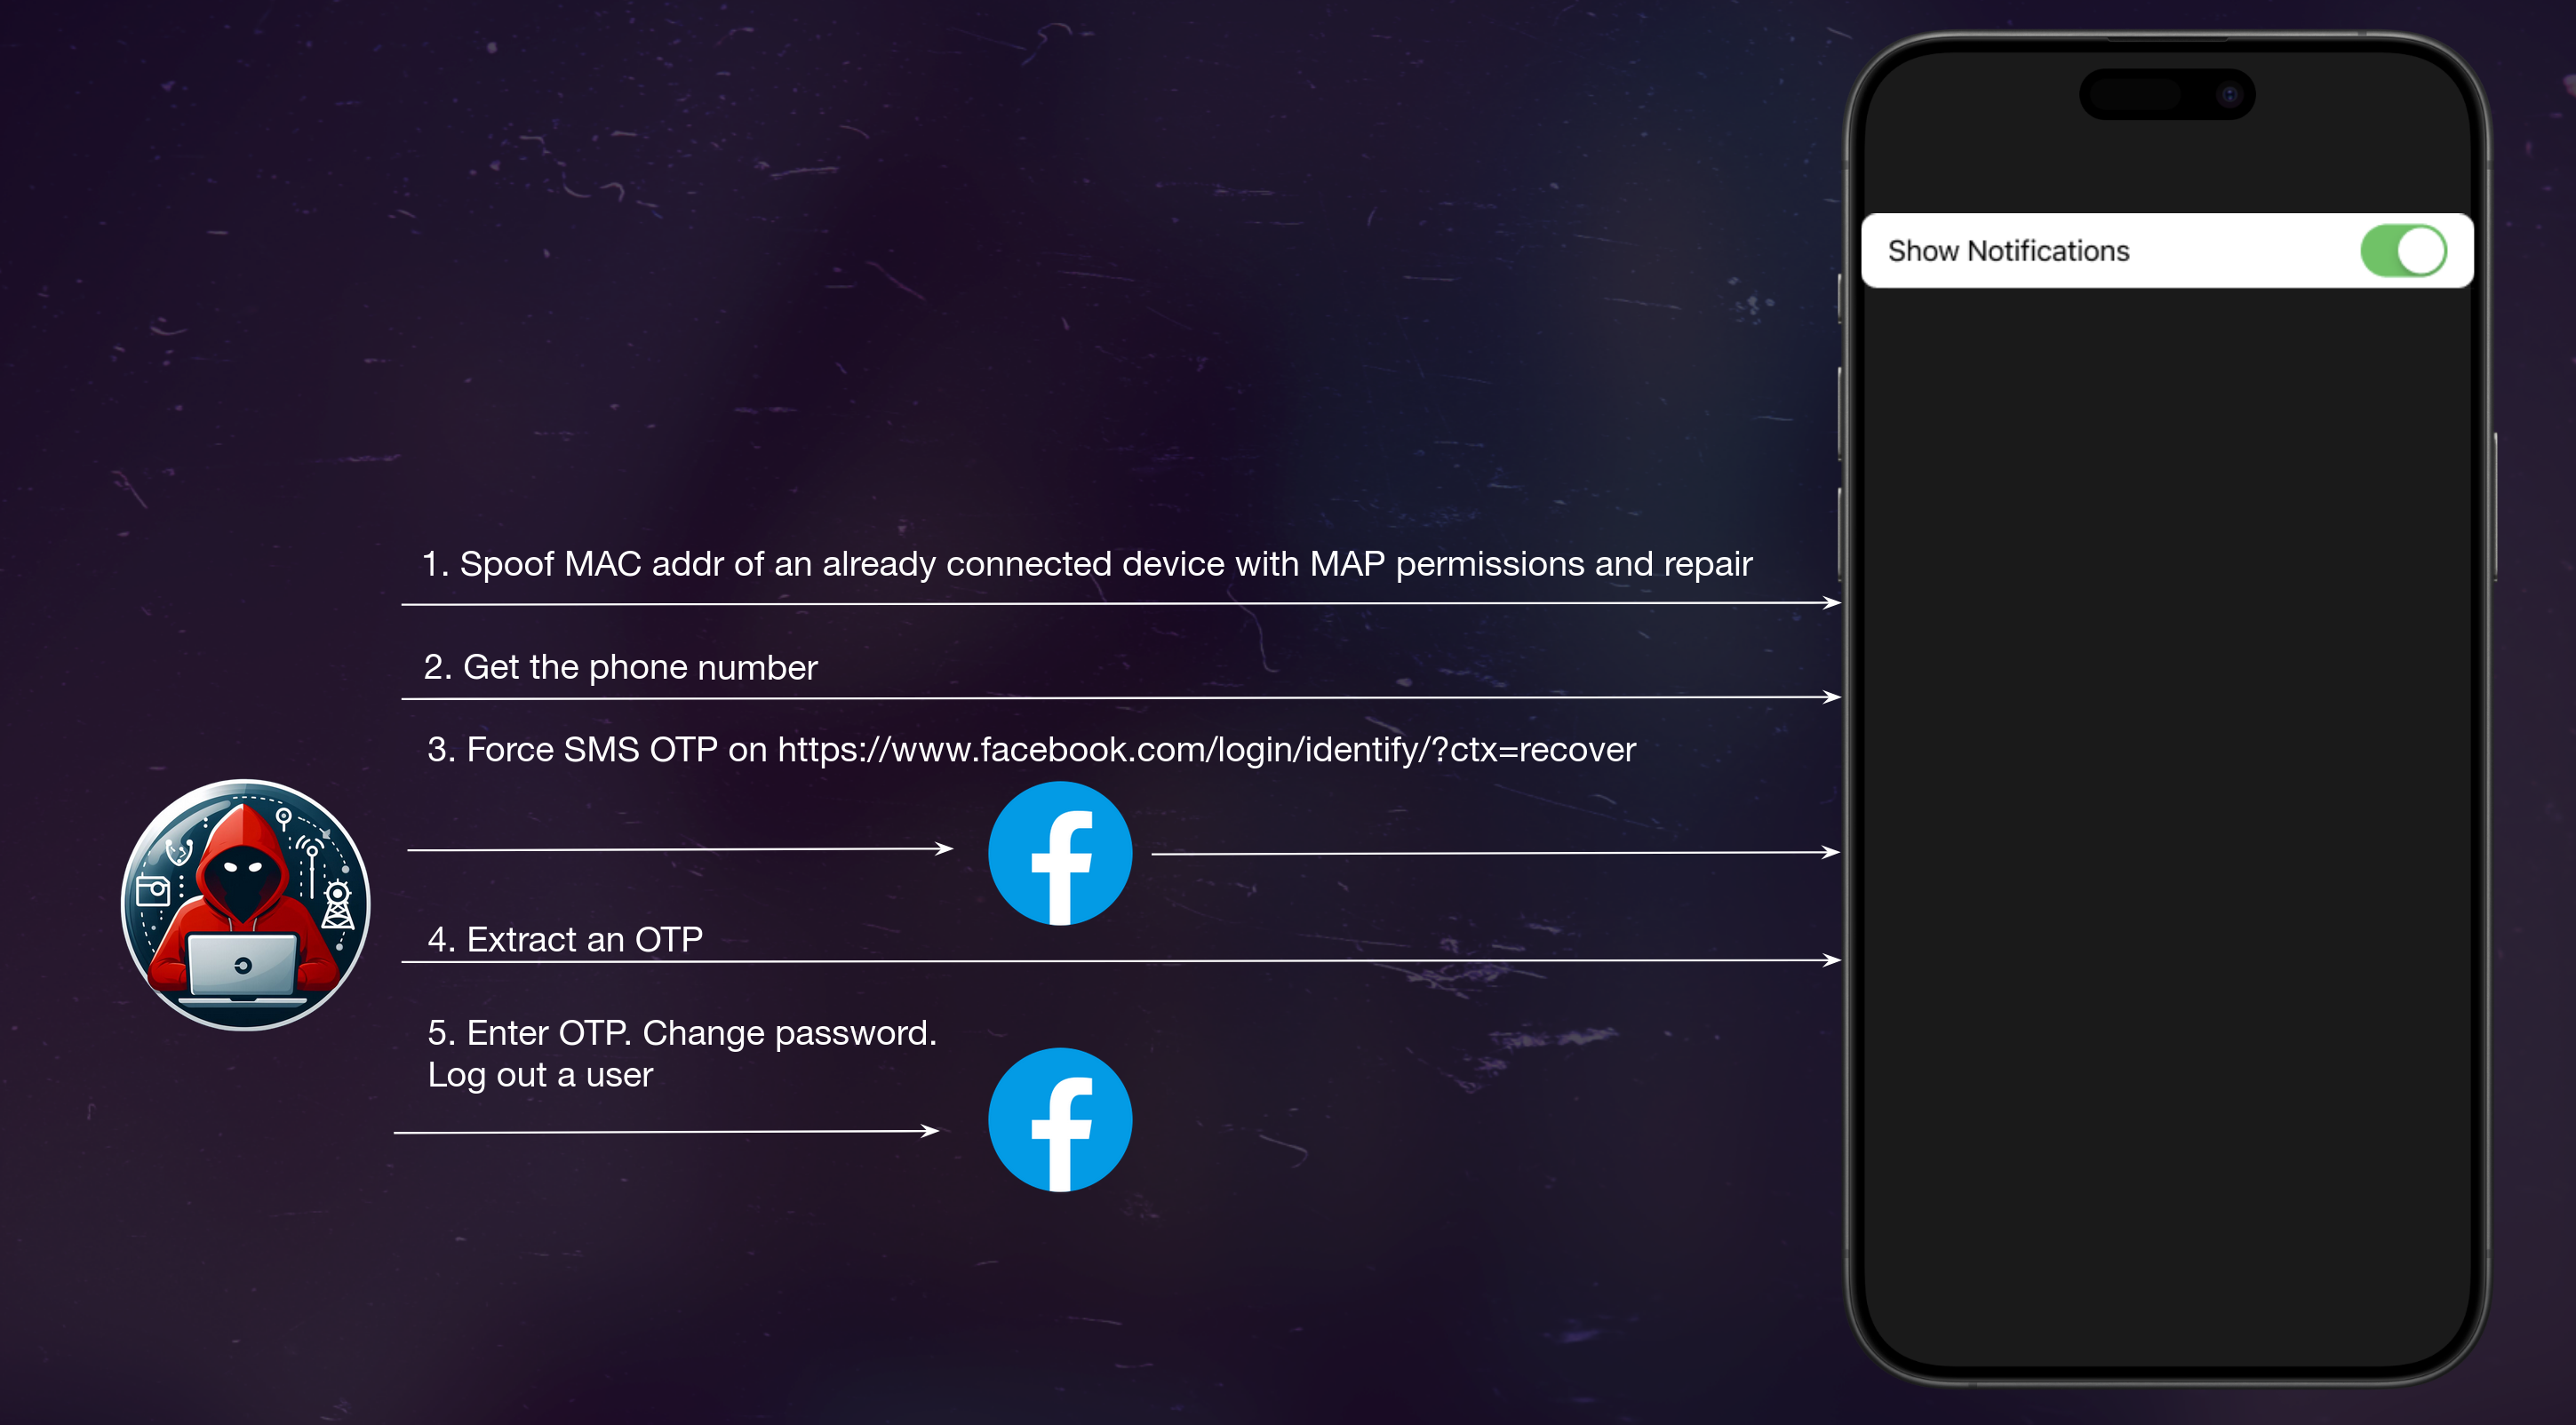 Show Notifications
1. Spoof MAC addr of an already connected device with MAP permissions and repair
2. Get the phone number
3. Force SMS OTP on https://www.facebook.com/login/identify/?ctx=recover
4. Extract an OTP
5. Enter OTP. Change password.
Log out a user